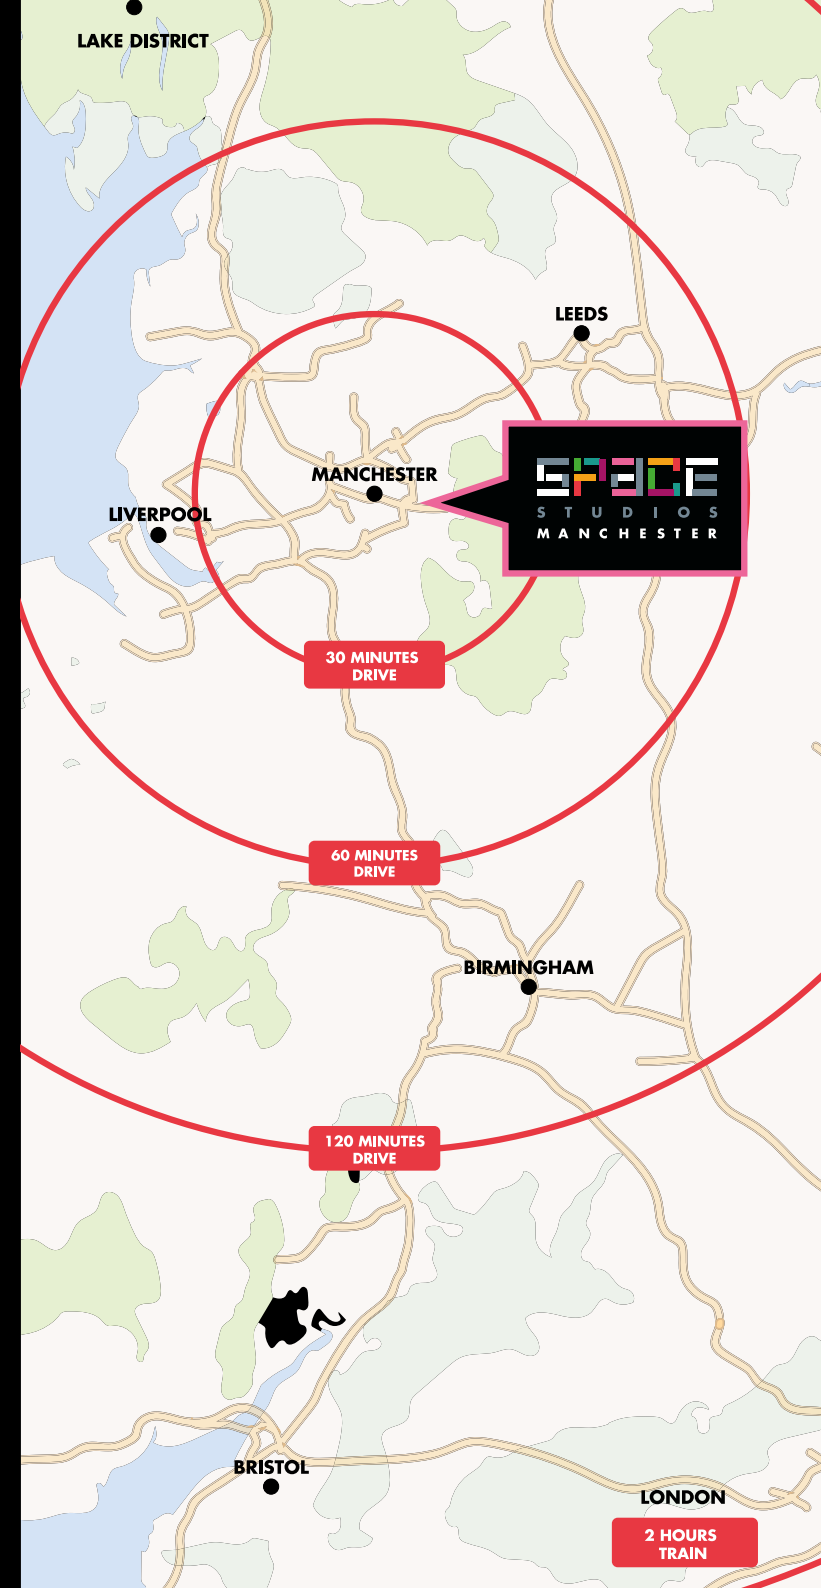 LAKE DISTRICT
LEEDS
MANCHESTER
SPACE
STUDIOS
MANCHESTER
LIVERPOOL
30 MINUTES
DRIVE
60 MINUTES
DRIVE
BIRMINGHAM
120 MINUTES
DRIVE
BRISTOL
LONDON
2 HOURS
TRAIN